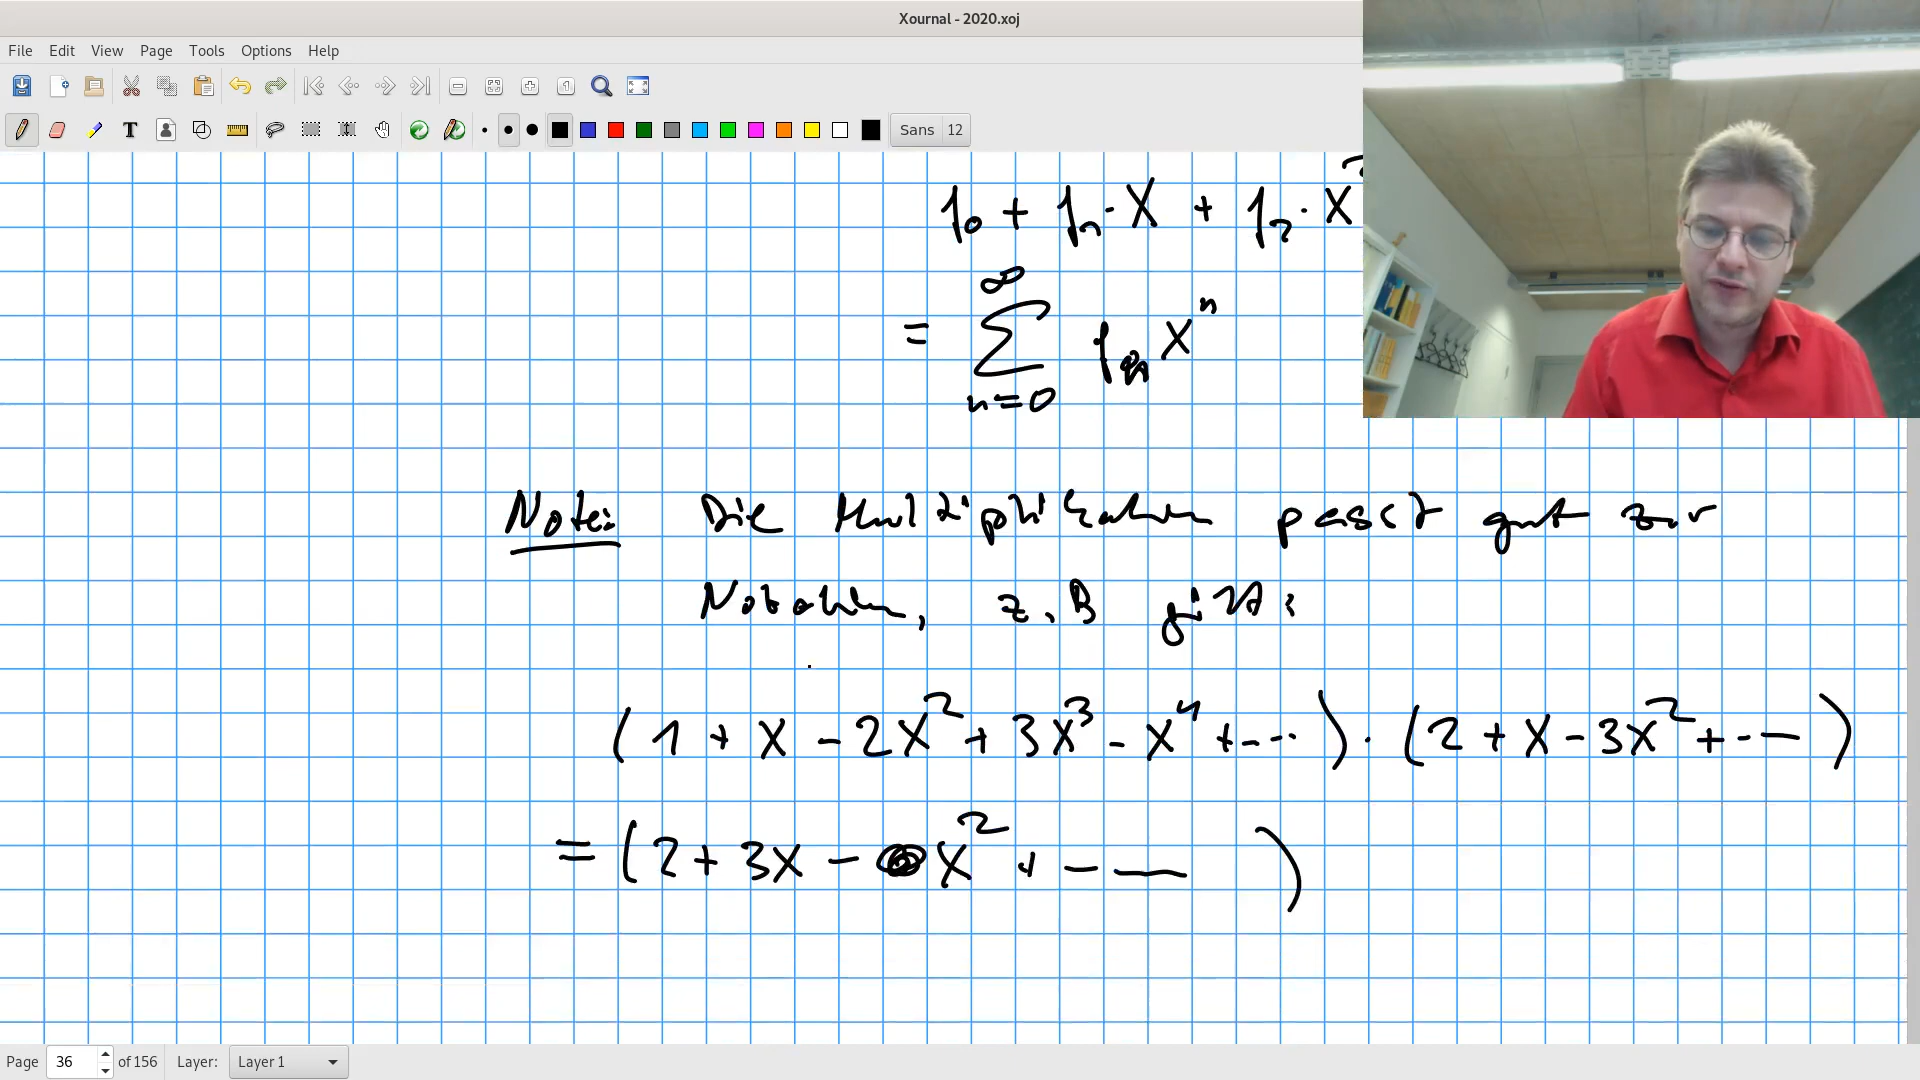 Xournal - 2020.xoj
File Edit View Page Tools Options Help
Sans 12
f₀ + f₁ · X + f₂ · X²
∞
= ∑ fₙ Xⁿ
n=0
Note: Die Multiplikation passt gut zur
Notation, z.B gilt:
(1 + X - 2X² + 3X³ - X⁴ + ---) · (2 + X - 3X² + ---)
= (2 + 3X - X² + ---)
Page 36 of 156 Layer: Layer 1